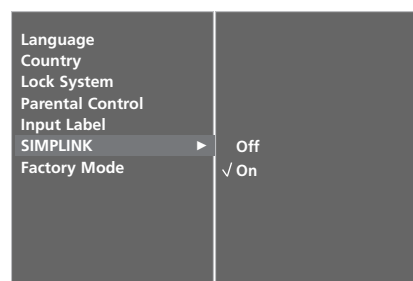 Language
Country
Lock System
Parental Control
Input Label
SIMPLINK ►
Factory Mode
Off
√ On